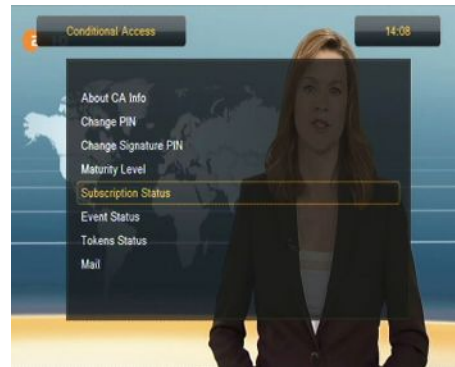 Conditional Access
14:08
About CA Info
Change PIN
Change Signature PIN
Maturity Level
Subscription Status
Event Status
Tokens Status
Mail